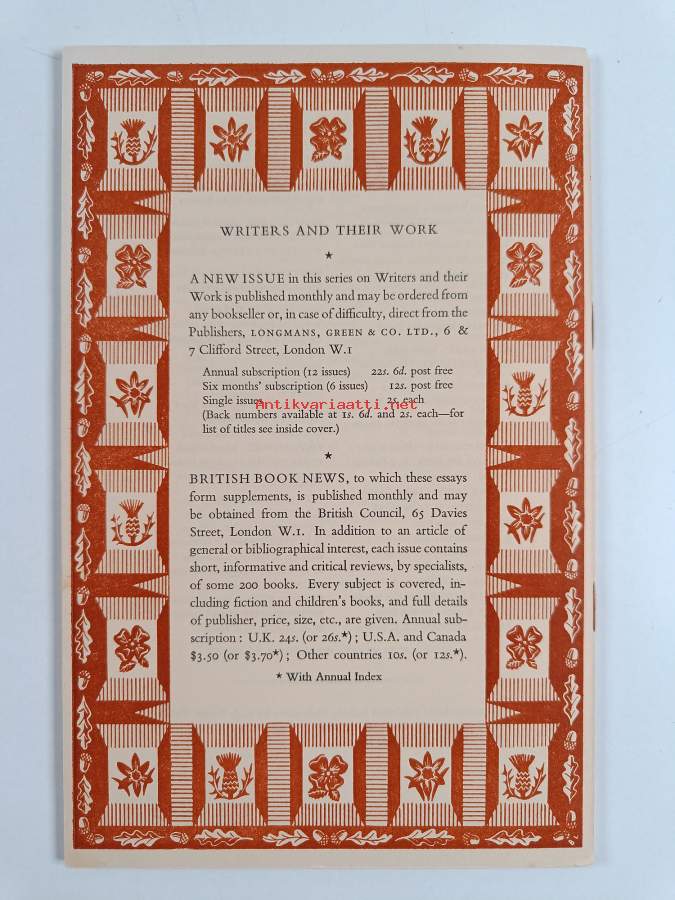 WRITERS AND THEIR WORK
★
A NEW ISSUE in this series on Writers and their
Work is published monthly and may be ordered from
any bookseller or, in case of difficulty, direct from the
Publishers, LONGMANS, GREEN & CO. LTD., 6 &
7 Clifford Street, London W.1
Annual subscription (12 issues) 22s. 6d. post free
Six months' subscription (6 issues) 12s. post free
Single issues 2s. each
Antikvariaatti.net
(Back numbers available at 1s. 6d. and 2s. each—for
list of titles see inside cover.)
★
BRITISH BOOK NEWS, to which these essays
form supplements, is published monthly and may
be obtained from the British Council, 65 Davies
Street, London W.1. In addition to an article of
general or bibliographical interest, each issue contains
short, informative and critical reviews, by specialists,
of some 200 books. Every subject is covered, in-
cluding fiction and children's books, and full details
of publisher, price, size, etc., are given. Annual sub-
scription : U.K. 24s. (or 26s.★) ; U.S.A. and Canada
$3.50 (or $3.70★) ; Other countries 10s. (or 12s.★).
★ With Annual Index